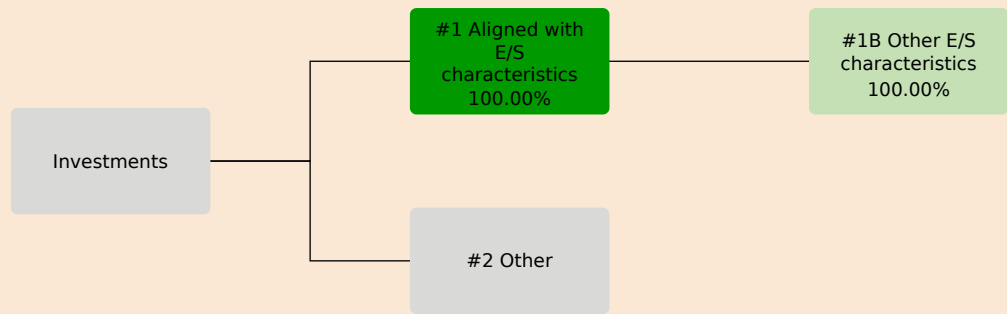 #1 Aligned with
E/S
characteristics
100.00%
#1B Other E/S
characteristics
100.00%
Investments
#2 Other